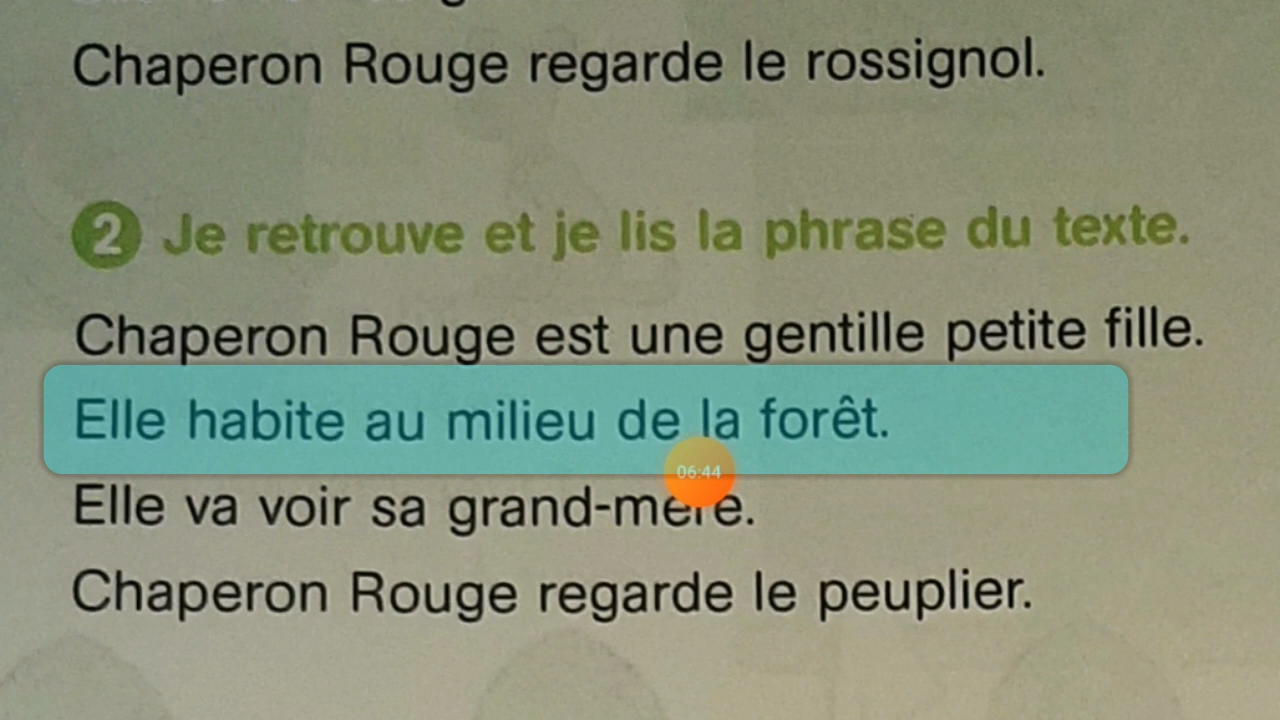 Chaperon Rouge regarde le rossignol.
2 Je retrouve et je lis la phrase du texte.
Chaperon Rouge est une gentille petite fille.
Elle habite au milieu de la forêt.
06:44
Elle va voir sa grand-mère.
Chaperon Rouge regarde le peuplier.